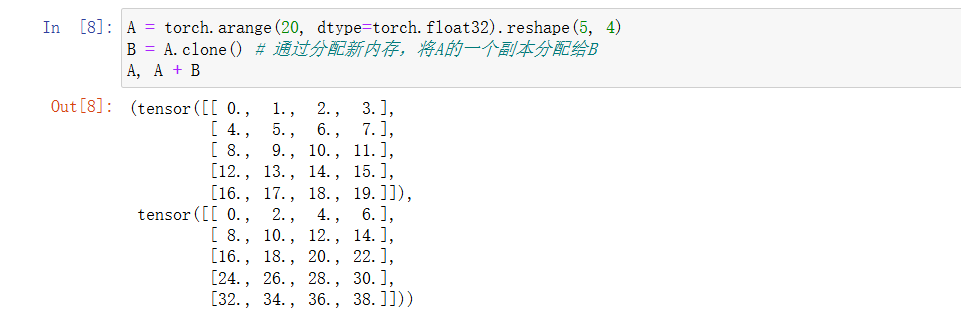 In [8]: A = torch.arange(20, dtype=torch.float32).reshape(5, 4)
B = A.clone() # 通过分配新内存，将A的一个副本分配给B
A, A + B
Out[8]: (tensor([[ 0., 1., 2., 3.],
[ 4., 5., 6., 7.],
[ 8., 9., 10., 11.],
[12., 13., 14., 15.],
[16., 17., 18., 19.]]),
tensor([[ 0., 2., 4., 6.],
[ 8., 10., 12., 14.],
[16., 18., 20., 22.],
[24., 26., 28., 30.],
[32., 34., 36., 38.]]))